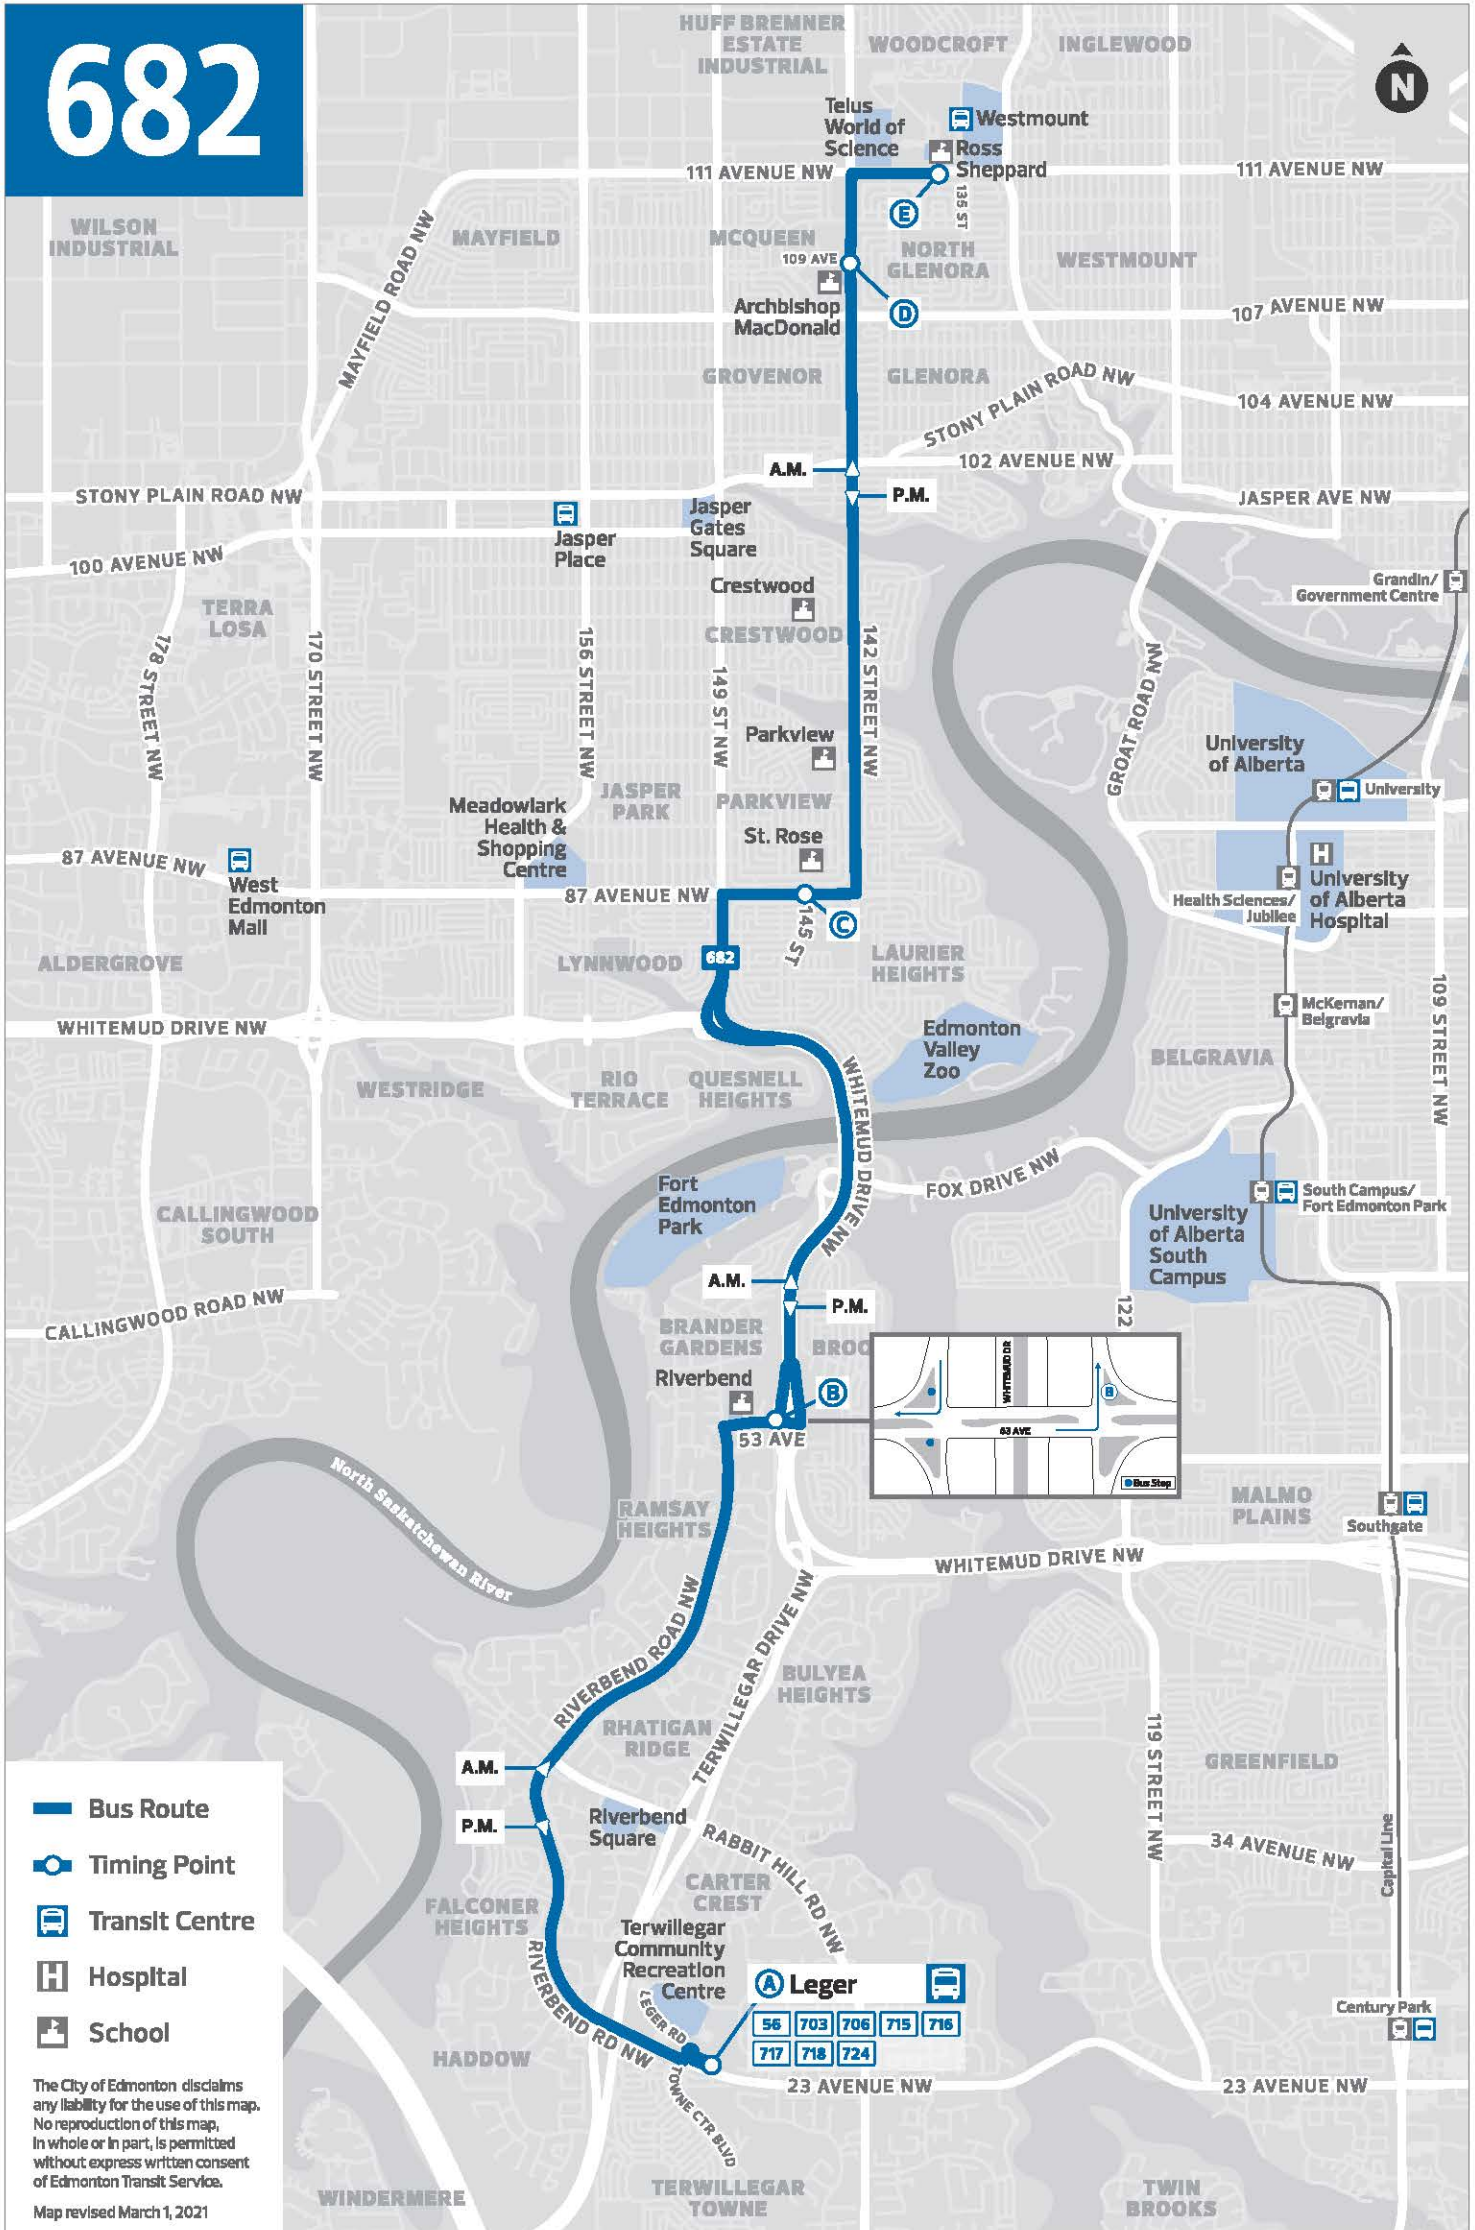 682
HUFF BREMNER
ESTATE
INDUSTRIAL
WOODCROFT
INGLEWOOD
N
Telus
World of
Science
Westmount
Ross
Sheppard
111 AVENUE NW
111 AVENUE NW
135 ST
E
WILSON
INDUSTRIAL
MAYFIELD ROAD NW
MAYFIELD
MCQUEEN
109 AVE
NORTH
GLENORA
WESTMOUNT
Archbishop
MacDonald
D
107 AVENUE NW
GROVENOR
GLENORA
STONY PLAIN ROAD NW
104 AVENUE NW
A.M.
102 AVENUE NW
P.M.
STONY PLAIN ROAD NW
JASPER AVE NW
Jasper
Place
Jasper
Gates
Square
100 AVENUE NW
Crestwood
CRESTWOOD
Grandin/
Government Centre
TERRA
LOSA
178 STREET NW
170 STREET NW
156 STREET NW
149 ST NW
142 STREET NW
GROAT ROAD NW
Parkview
University
of Alberta
University
JASPER
PARK
PARKVIEW
Meadowlark
Health &
Shopping
Centre
St. Rose
87 AVENUE NW
West
Edmonton
Mall
87 AVENUE NW
145 ST
C
H
University
of Alberta
Hospital
Health Sciences/
Jubilee
ALDERGROVE
LYNNWOOD
682
LAURIER
HEIGHTS
109 STREET NW
McKernan/
Belgravia
WHITEMUD DRIVE NW
Edmonton
Valley
Zoo
BELGRAVIA
WESTRIDGE
RIO
TERRACE
QUESNELL
HEIGHTS
WHITEMUD DRIVE NW
Fort
Edmonton
Park
FOX DRIVE NW
South Campus/
Fort Edmonton Park
CALLINGWOOD
SOUTH
University
of Alberta
South
Campus
A.M.
P.M.
CALLINGWOOD ROAD NW
122
BRANDER
GARDENS
BROO
Riverbend
B
53 AVE
WHITEMUD DR
B
53 AVE
Bus Stop
North Saskatchewan River
RAMSAY
HEIGHTS
MALMO
PLAINS
Southgate
WHITEMUD DRIVE NW
RIVERBEND ROAD NW
TERWILLEGAR DRIVE NW
BULYEA
HEIGHTS
RHATIGAN
RIDGE
119 STREET NW
GREENFIELD
A.M.
P.M.
Riverbend
Square
RABBIT HILL RD NW
34 AVENUE NW
Capital Line
CARTER
CREST
FALCONER
HEIGHTS
RIVERBEND RD NW
Terwillegar
Community
Recreation
Centre
LEGER RD
A Leger
56 703 706 715 716
717 718 724
Century Park
HADDOW
TOWNE CTR BLVD
23 AVENUE NW
23 AVENUE NW
WINDERMERE
TERWILLEGAR
TOWNE
TWIN
BROOKS
Bus Route
Timing Point
Transit Centre
H Hospital
School
The City of Edmonton disclaims
any liability for the use of this map.
No reproduction of this map,
in whole or in part, is permitted
without express written consent
of Edmonton Transit Service.
Map revised March 1, 2021